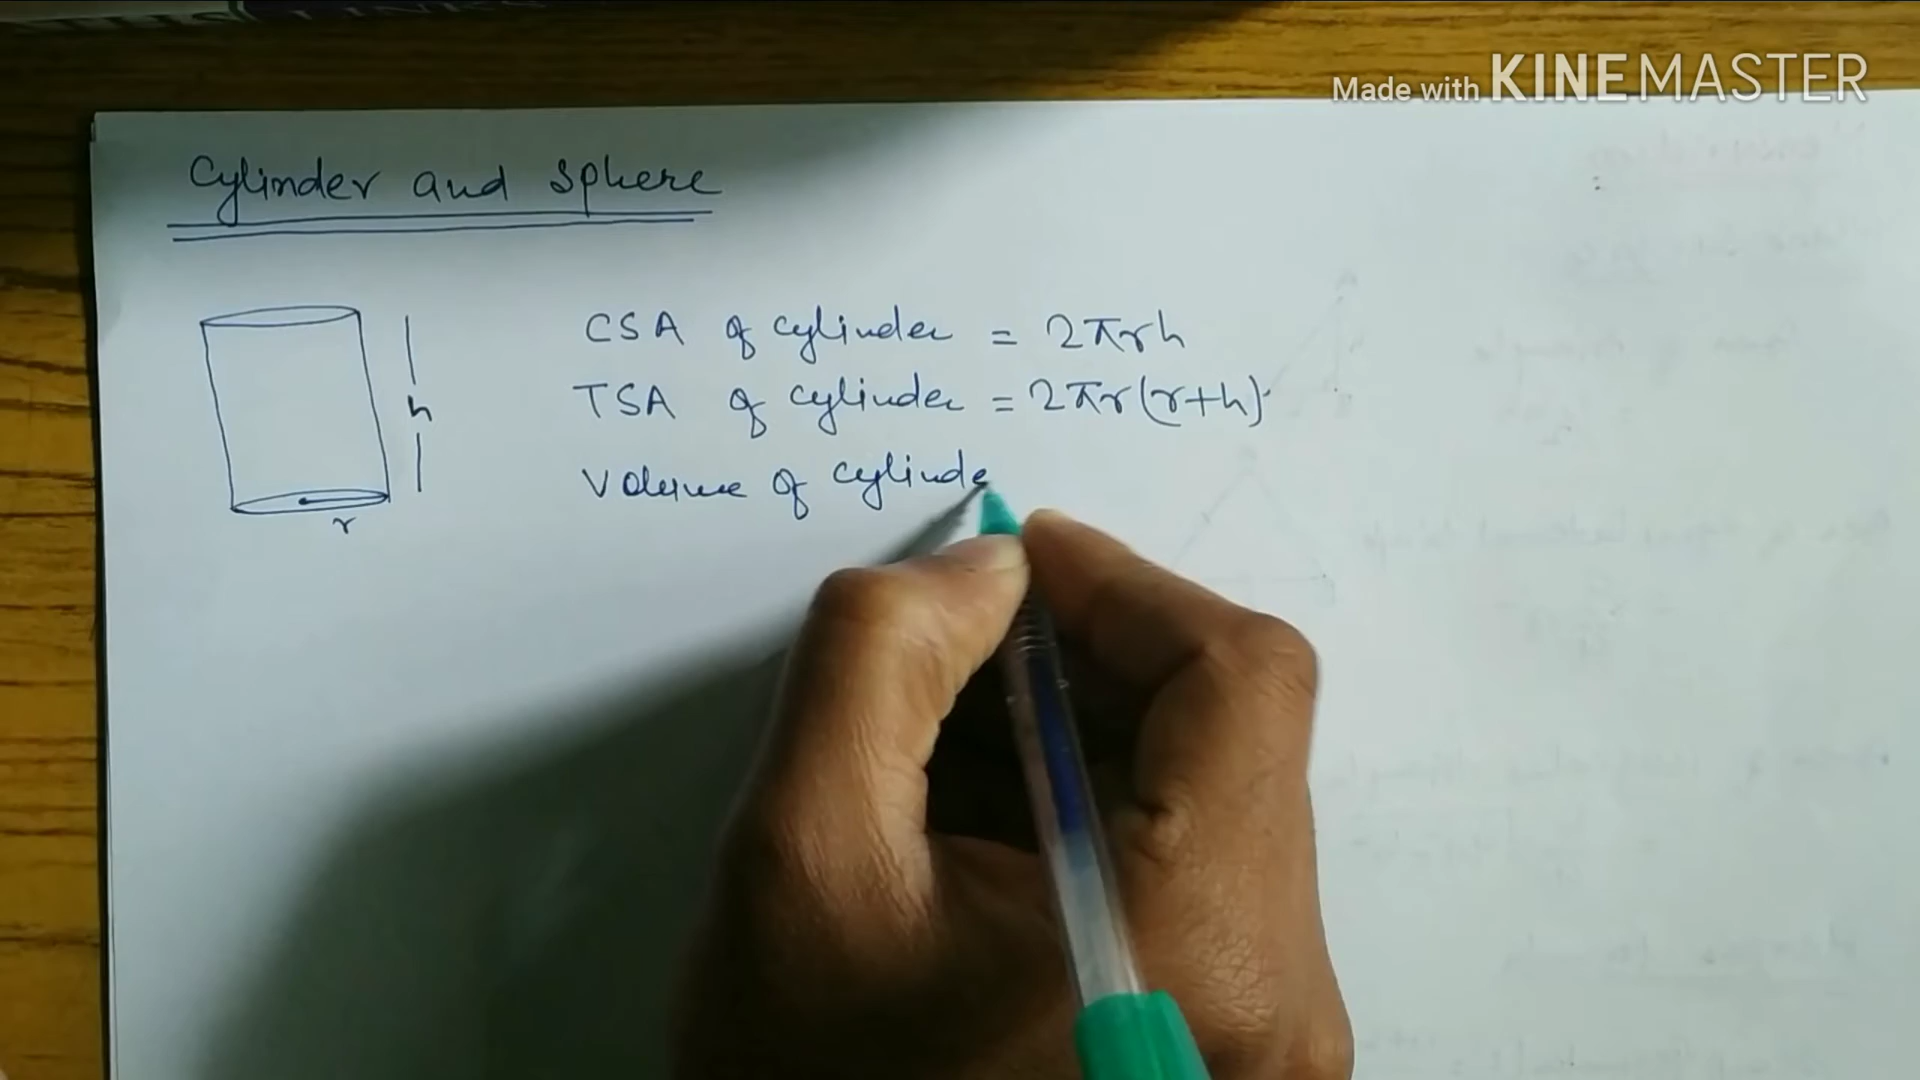 Made with KINEMASTER
Cylinder and Sphere
CSA of cylinder = 2πrh
TSA of cylinder = 2πr(r+h)
Volume of cylinde
h
r